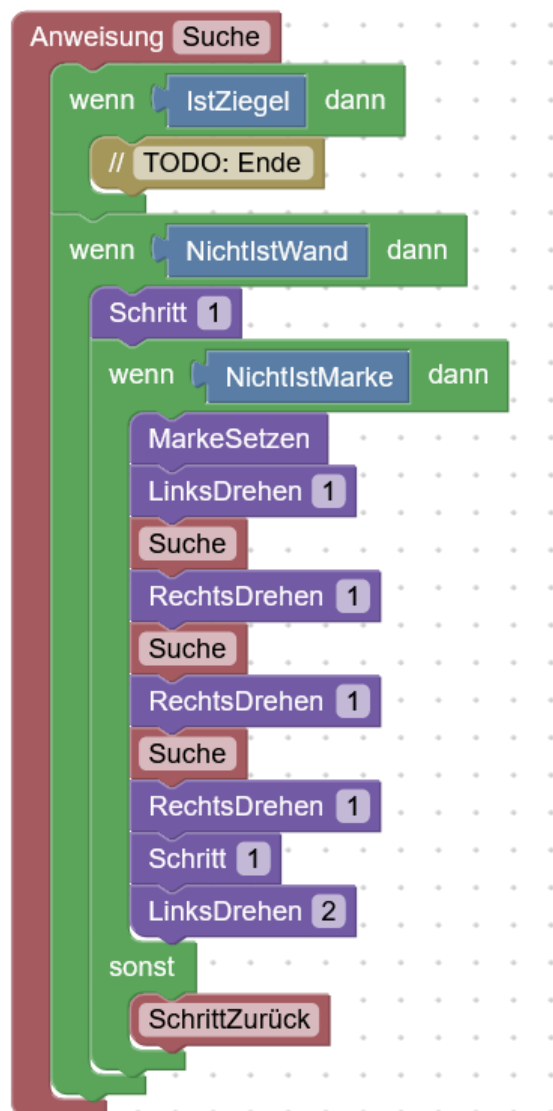 Anweisung Suche
wenn IstZiegel dann
// TODO: Ende
wenn NichtIstWand dann
Schritt 1
wenn NichtIstMarke dann
MarkeSetzen
LinksDrehen 1
Suche
RechtsDrehen 1
Suche
RechtsDrehen 1
Suche
RechtsDrehen 1
Schritt 1
LinksDrehen 2
sonst
SchrittZurück